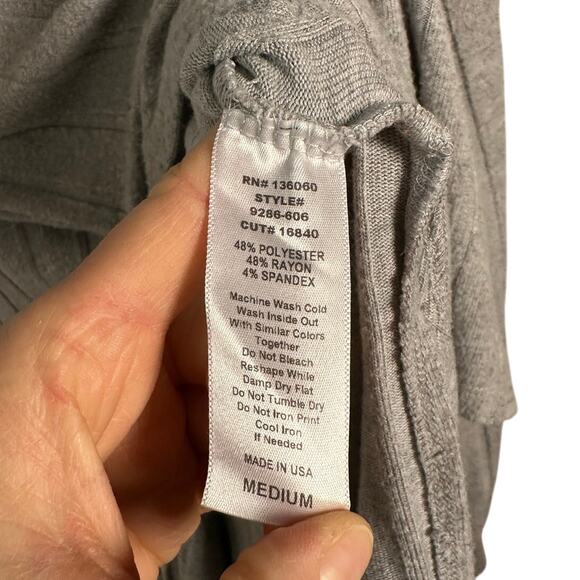 RN# 136060
STYLE#
9286-606
CUT# 16840
48% POLYESTER
48% RAYON
4% SPANDEX
Machine Wash Cold
Wash Inside Out
With Similar Colors
Together
Do Not Bleach
Reshape While
Damp Dry Flat
Do Not Tumble Dry
Do Not Iron Print
Cool Iron
If Needed
MADE IN USA
MEDIUM